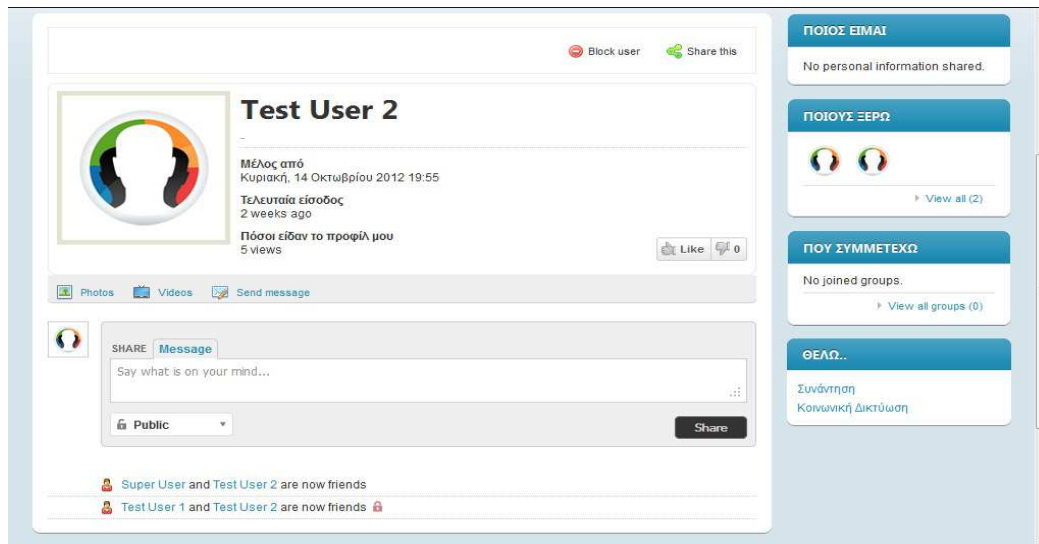 Block user
Share this
Test User 2
-
Μέλος από
Κυριακή, 14 Οκτωβρίου 2012 19:55
Τελευταία είσοδος
2 weeks ago
Πόσοι είδαν το προφίλ μου
5 views
Like 0
Photos Videos Send message
SHARE Message
Say what is on your mind...
Public
Share
Super User and Test User 2 are now friends
Test User 1 and Test User 2 are now friends
ΠΟΙΟΣ ΕΙΜΑΙ
No personal information shared.
ΠΟΙΟΥΣ ΞΕΡΩ
View all (2)
ΠΟΥ ΣΥΜΜΕΤΕΧΩ
No joined groups.
View all groups (0)
ΘΕΛΩ..
Συνάντηση
Κοινωνική Δικτύωση